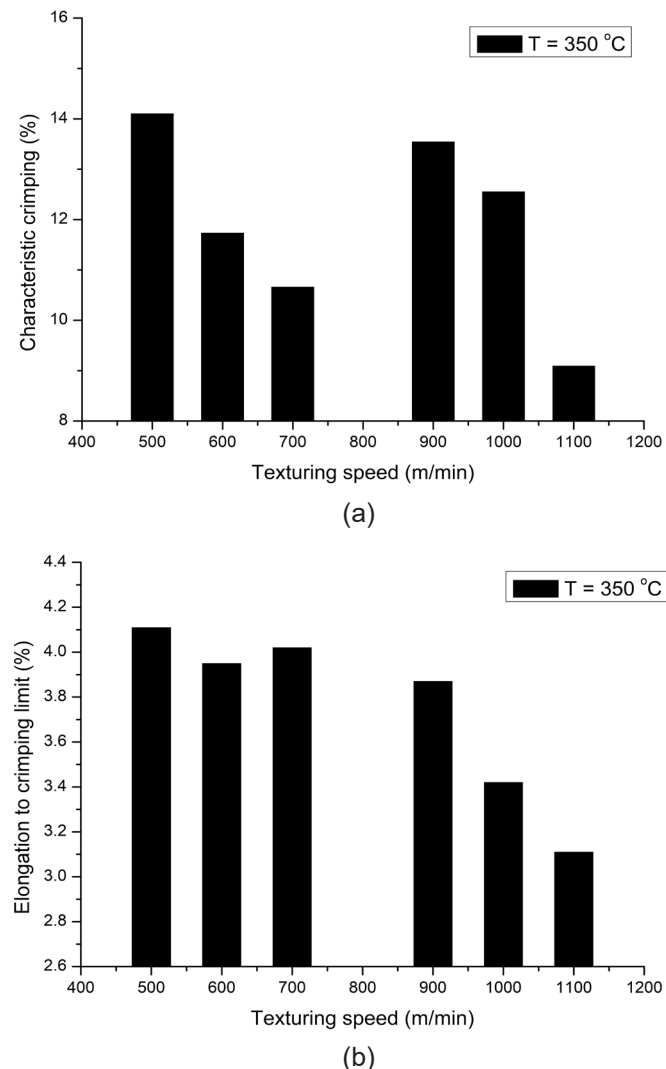 16
14
12
10
8
Characteristic crimping (%)
T = 350 °C
400 500 600 700 800 900 1000 1100 1200
Texturing speed (m/min)
(a)
4.4
4.2
4.0
3.8
3.6
3.4
3.2
3.0
2.8
2.6
Elongation to crimping limit (%)
T = 350 °C
400 500 600 700 800 900 1000 1100 1200
Texturing speed (m/min)
(b)